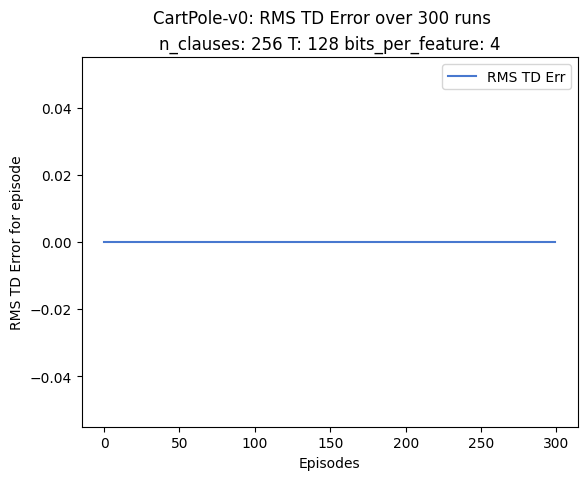 CartPole-v0: RMS TD Error over 300 runs
n_clauses: 256 T: 128 bits_per_feature: 4
RMS TD Err
0.04
0.02
0.00
−0.02
−0.04
RMS TD Error for episode
0 50 100 150 200 250 300
Episodes